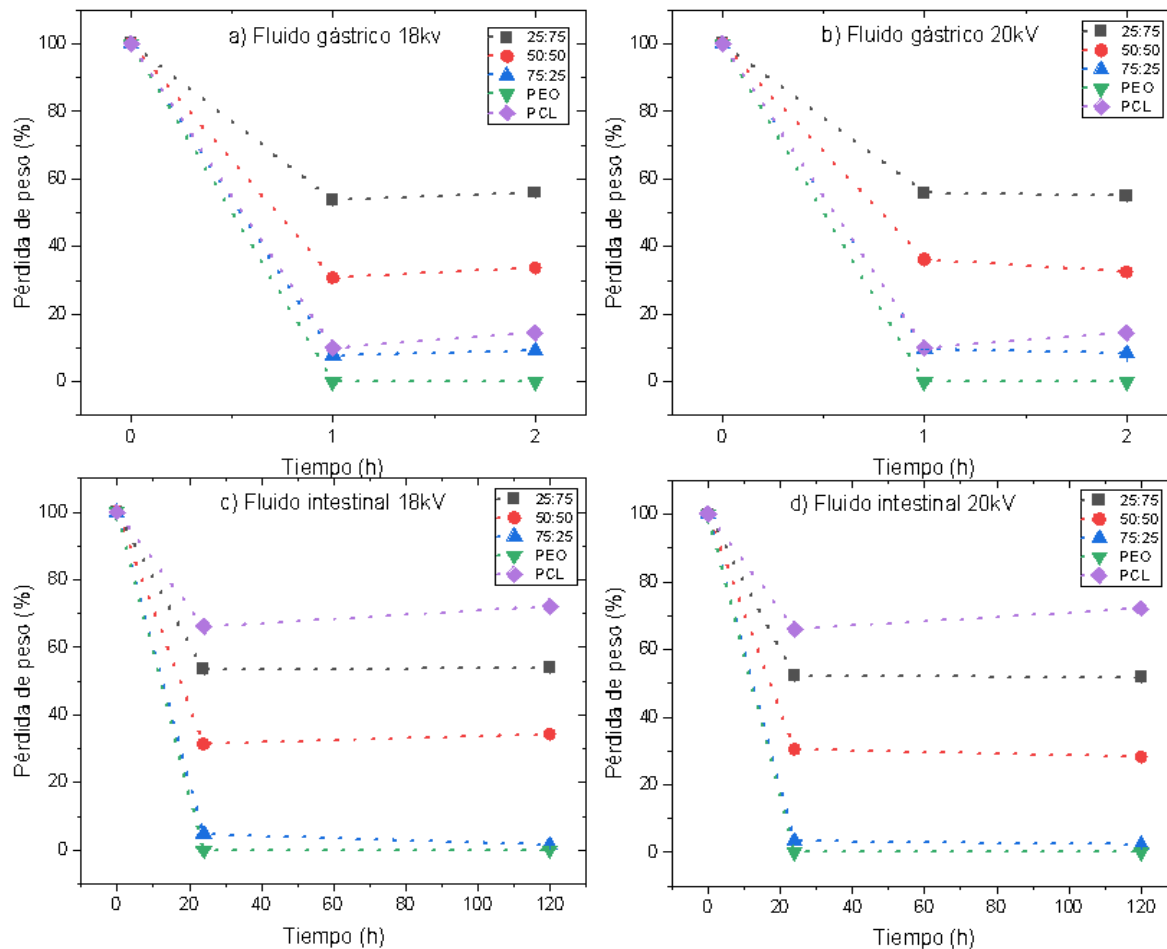 a) Fluido gástrico 18kv
25:75
50:50
75:25
PEO
PCL
Pérdida de peso (%)
100
80
60
40
20
0
0 1 2
Tiempo (h)
b) Fluido gástrico 20kV
25:75
50:50
75:25
PEO
PCL
Pérdida de peso (%)
100
80
60
40
20
0
0 1 2
Tiempo (h)
c) Fluido intestinal 18kV
25:75
50:50
75:25
PEO
PCL
Pérdida de peso (%)
100
80
60
40
20
0
0 20 40 60 80 100 120
Tiempo (h)
d) Fluido intestinal 20kV
25:75
50:50
75:25
PEO
PCL
Pérdida de peso (%)
100
80
60
40
20
0
0 20 40 60 80 100 120
Tiempo (h)